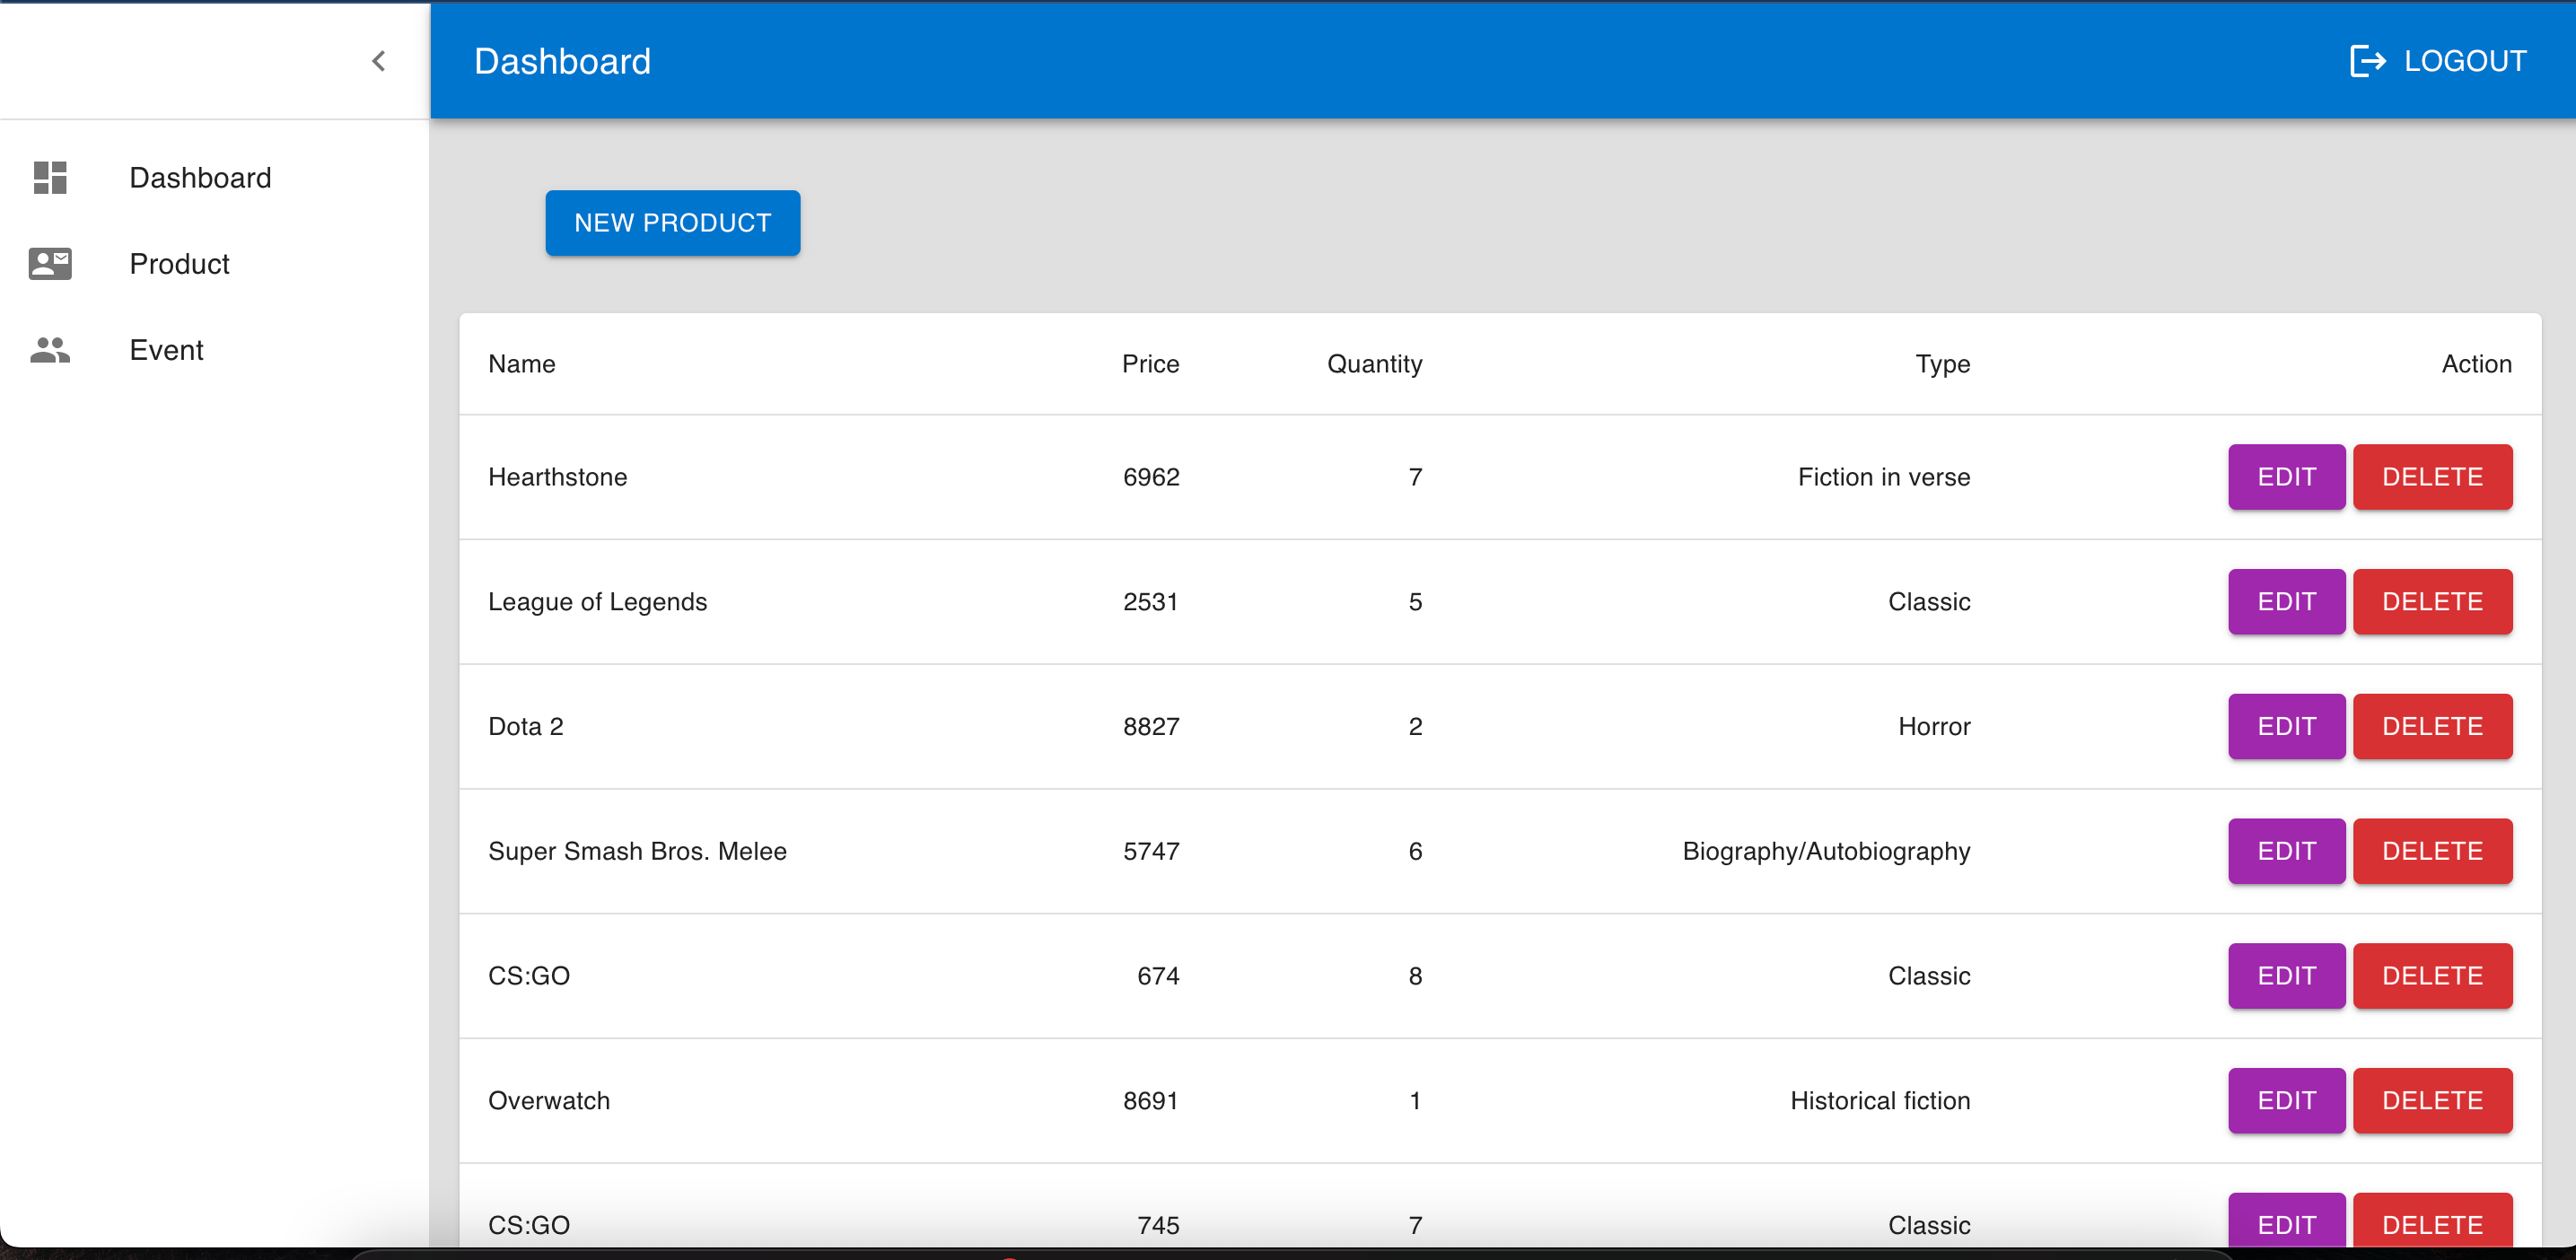 Dashboard
LOGOUT
Dashboard
Product
Event
NEW PRODUCT
Name Price Quantity Type Action
Hearthstone 6962 7 Fiction in verse EDIT DELETE
League of Legends 2531 5 Classic EDIT DELETE
Dota 2 8827 2 Horror EDIT DELETE
Super Smash Bros. Melee 5747 6 Biography/Autobiography EDIT DELETE
CS:GO 674 8 Classic EDIT DELETE
Overwatch 8691 1 Historical fiction EDIT DELETE
CS:GO 745 7 Classic EDIT DELETE